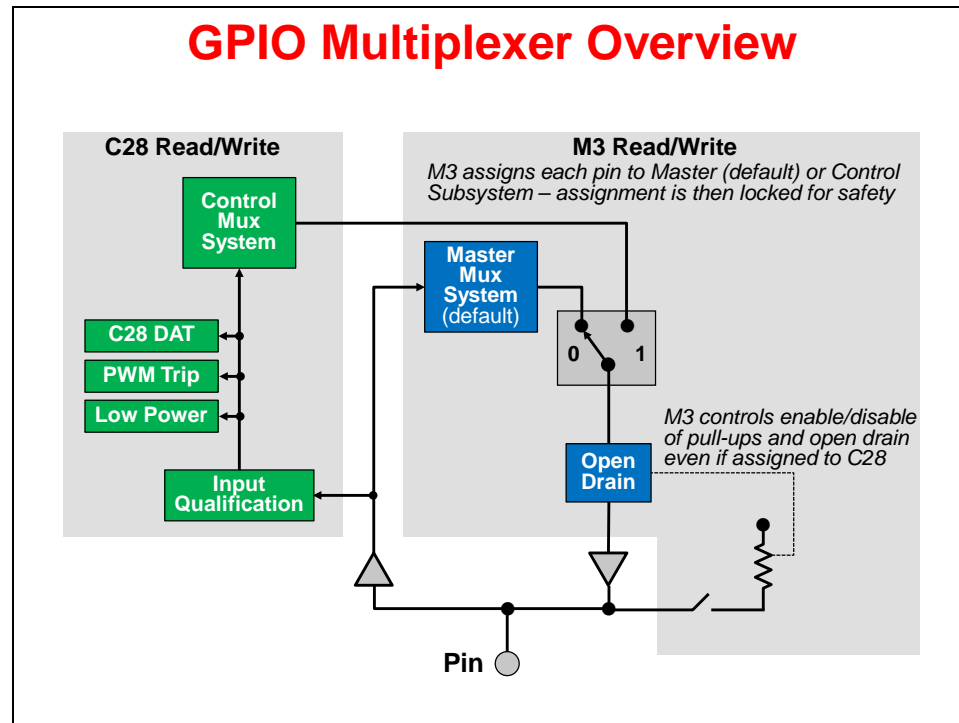 GPIO Multiplexer Overview
C28 Read/Write
M3 Read/Write
M3 assigns each pin to Master (default) or Control
Subsystem – assignment is then locked for safety
Control
Mux
System
Master
Mux
System
(default)
C28 DAT
PWM Trip
Low Power
0
1
M3 controls enable/disable
of pull-ups and open drain
even if assigned to C28
Open
Drain
Input
Qualification
Pin